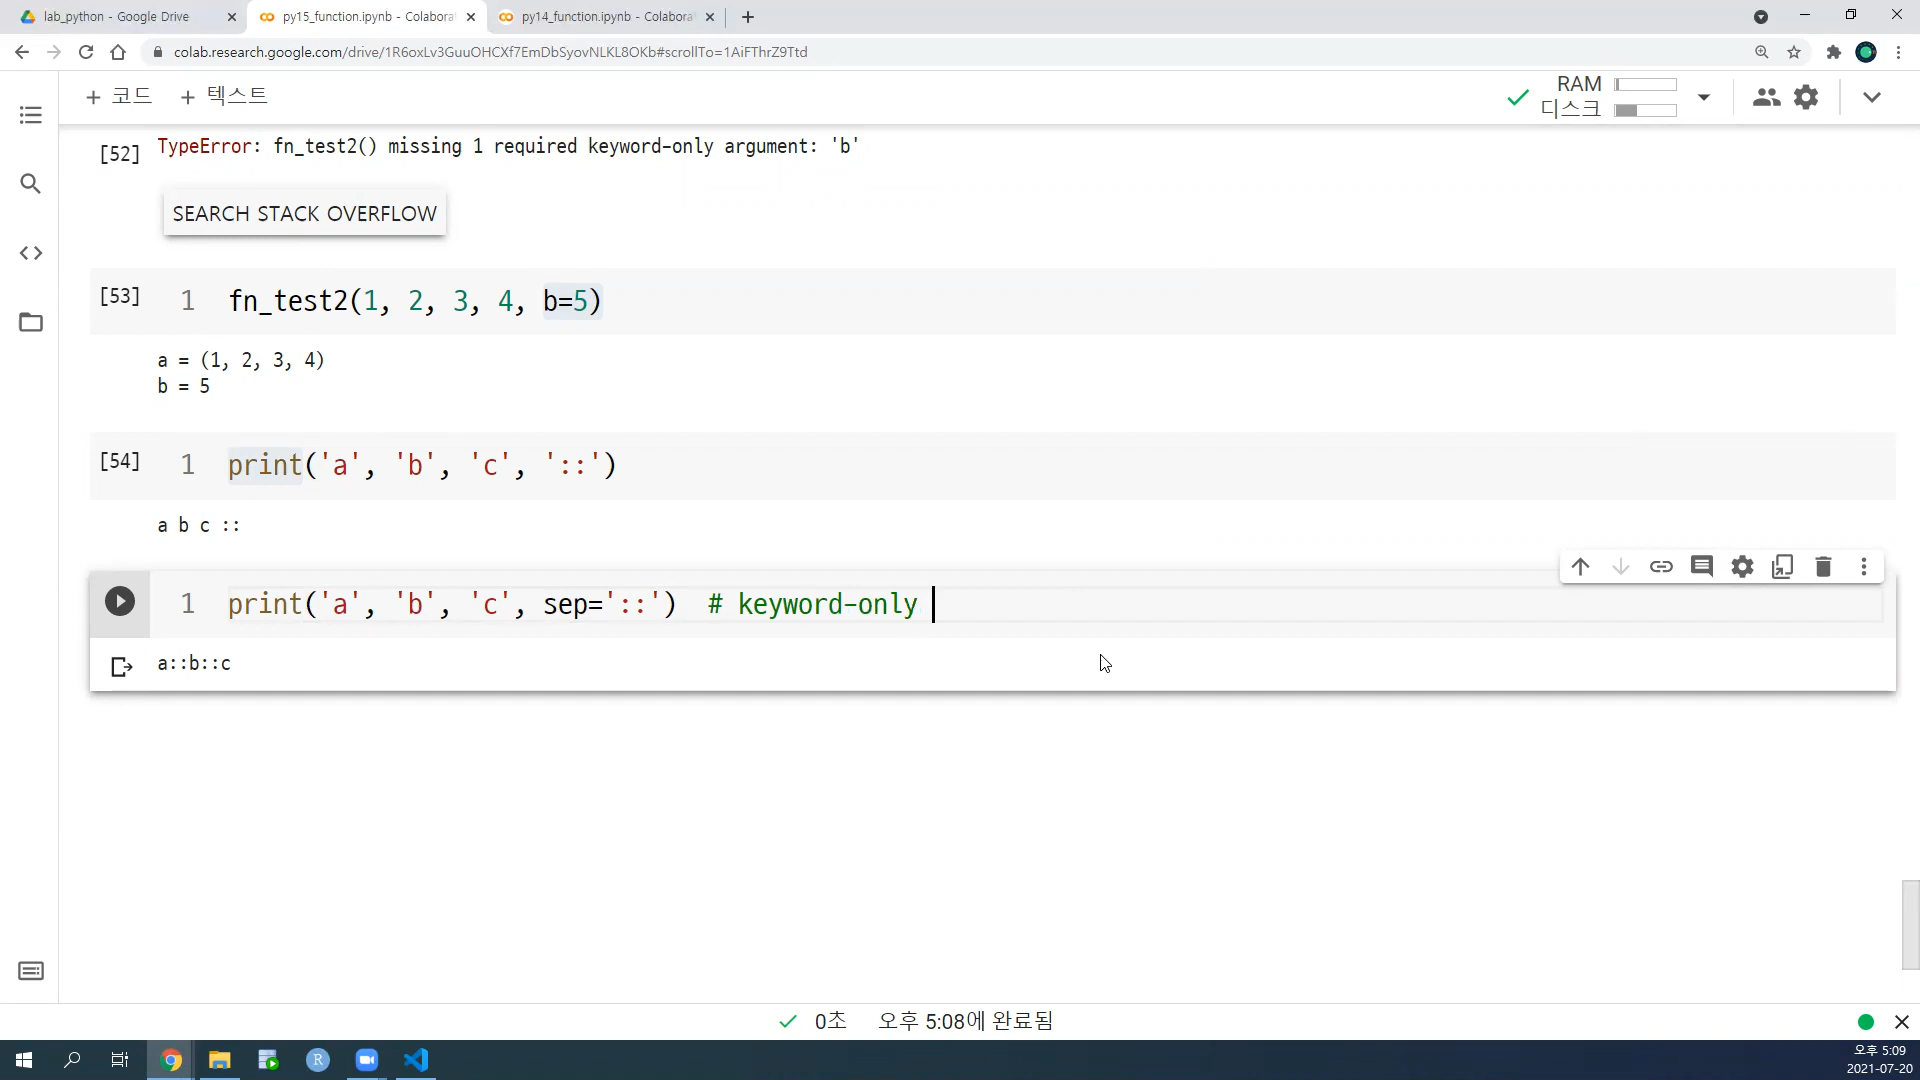 lab_python - Google Drive
py15_function.ipynb - Colabora
py14_function.ipynb - Colabora
colab.research.google.com/drive/1R6oxLv3GuuOHCXf7EmDbSyovNLKL8OKb#scrollTo=1AiFThrZ9Ttd
+ 코드 + 텍스트
RAM
디스크
[52] TypeError: fn_test2() missing 1 required keyword-only argument: 'b'
SEARCH STACK OVERFLOW
[53] 1 fn_test2(1, 2, 3, 4, b=5)
a = (1, 2, 3, 4)
b = 5
[54] 1 print('a', 'b', 'c', '::')
a b c ::
1 print('a', 'b', 'c', sep='::')  # keyword-only
a::b::c
0초 오후 5:08에 완료됨
R
오후 5:09
2021-07-20